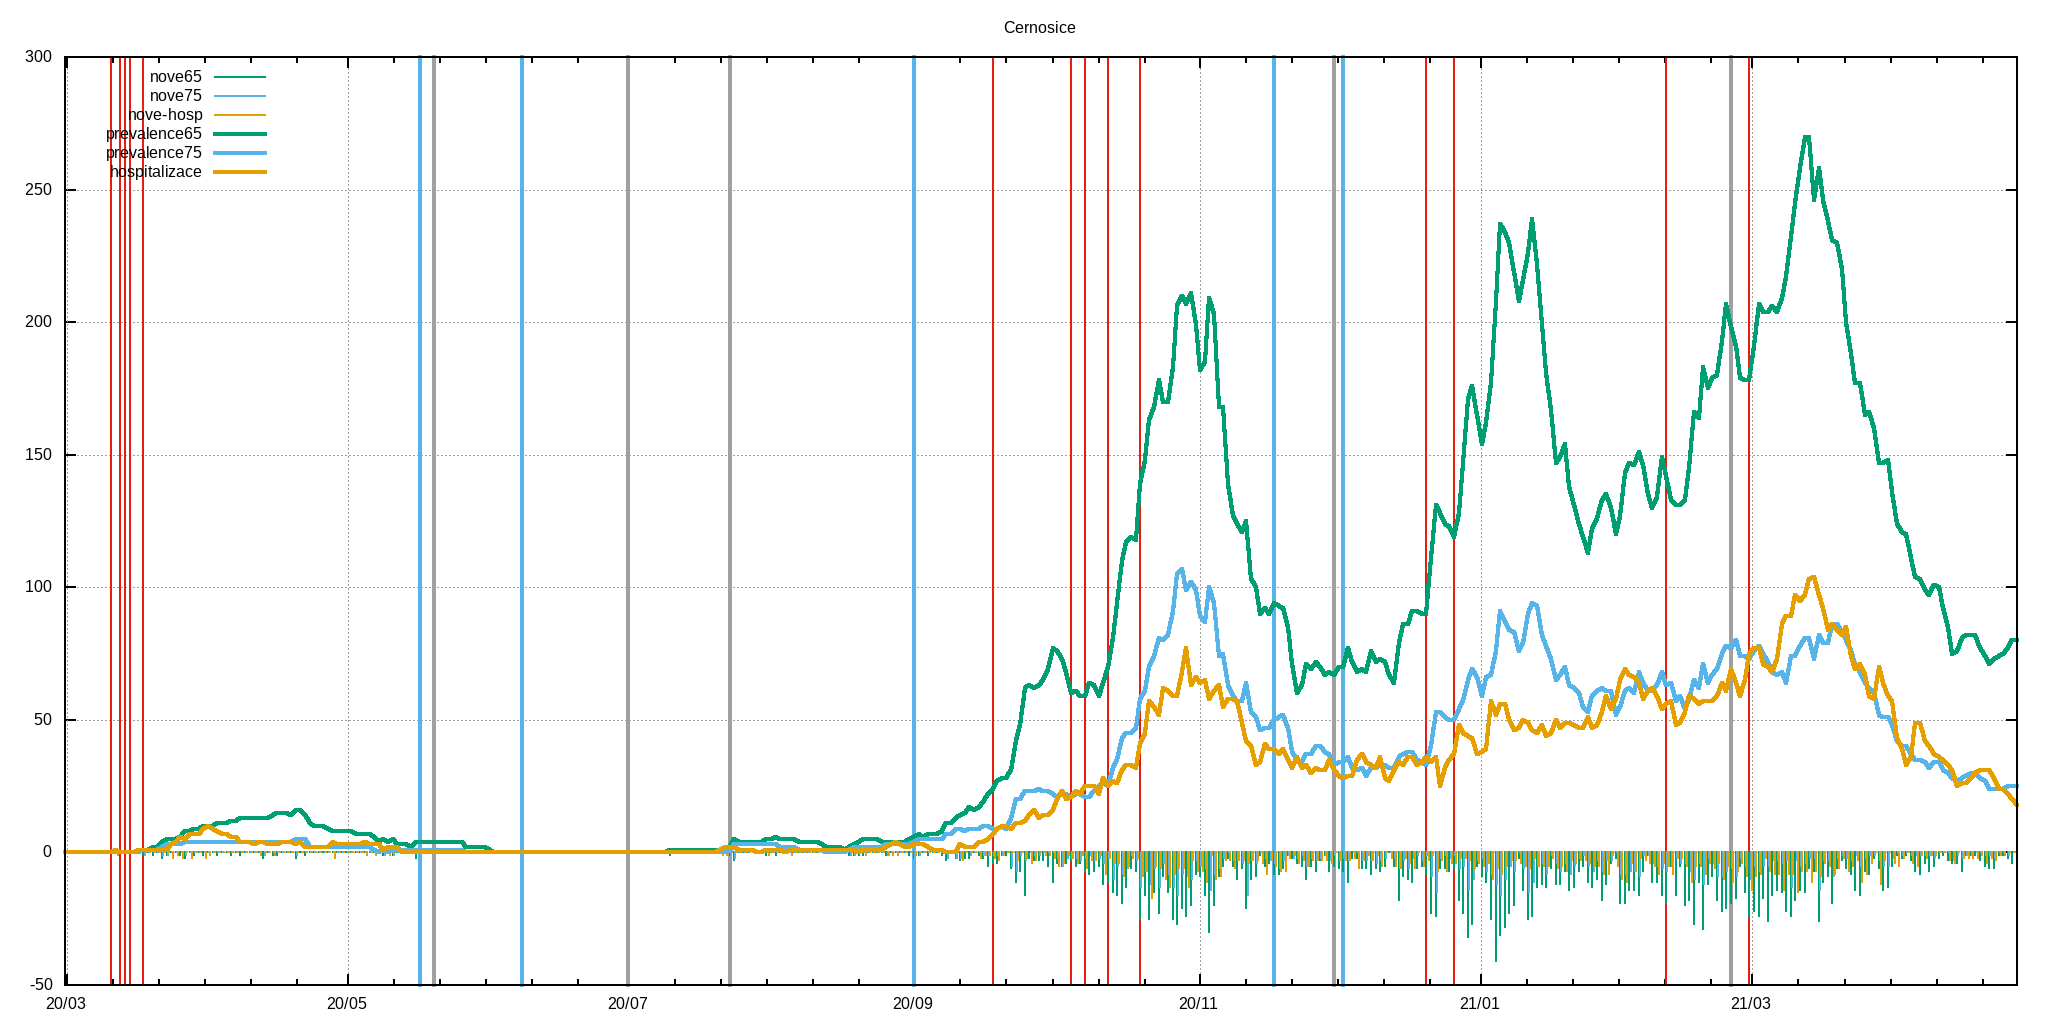 Cernosice
300
nove65
nove75
nove-hosp
prevalence65
prevalence75
hospitalizace
250
200
150
100
50
0
-50
20/03 20/05 20/07 20/09 20/11 21/01 21/03